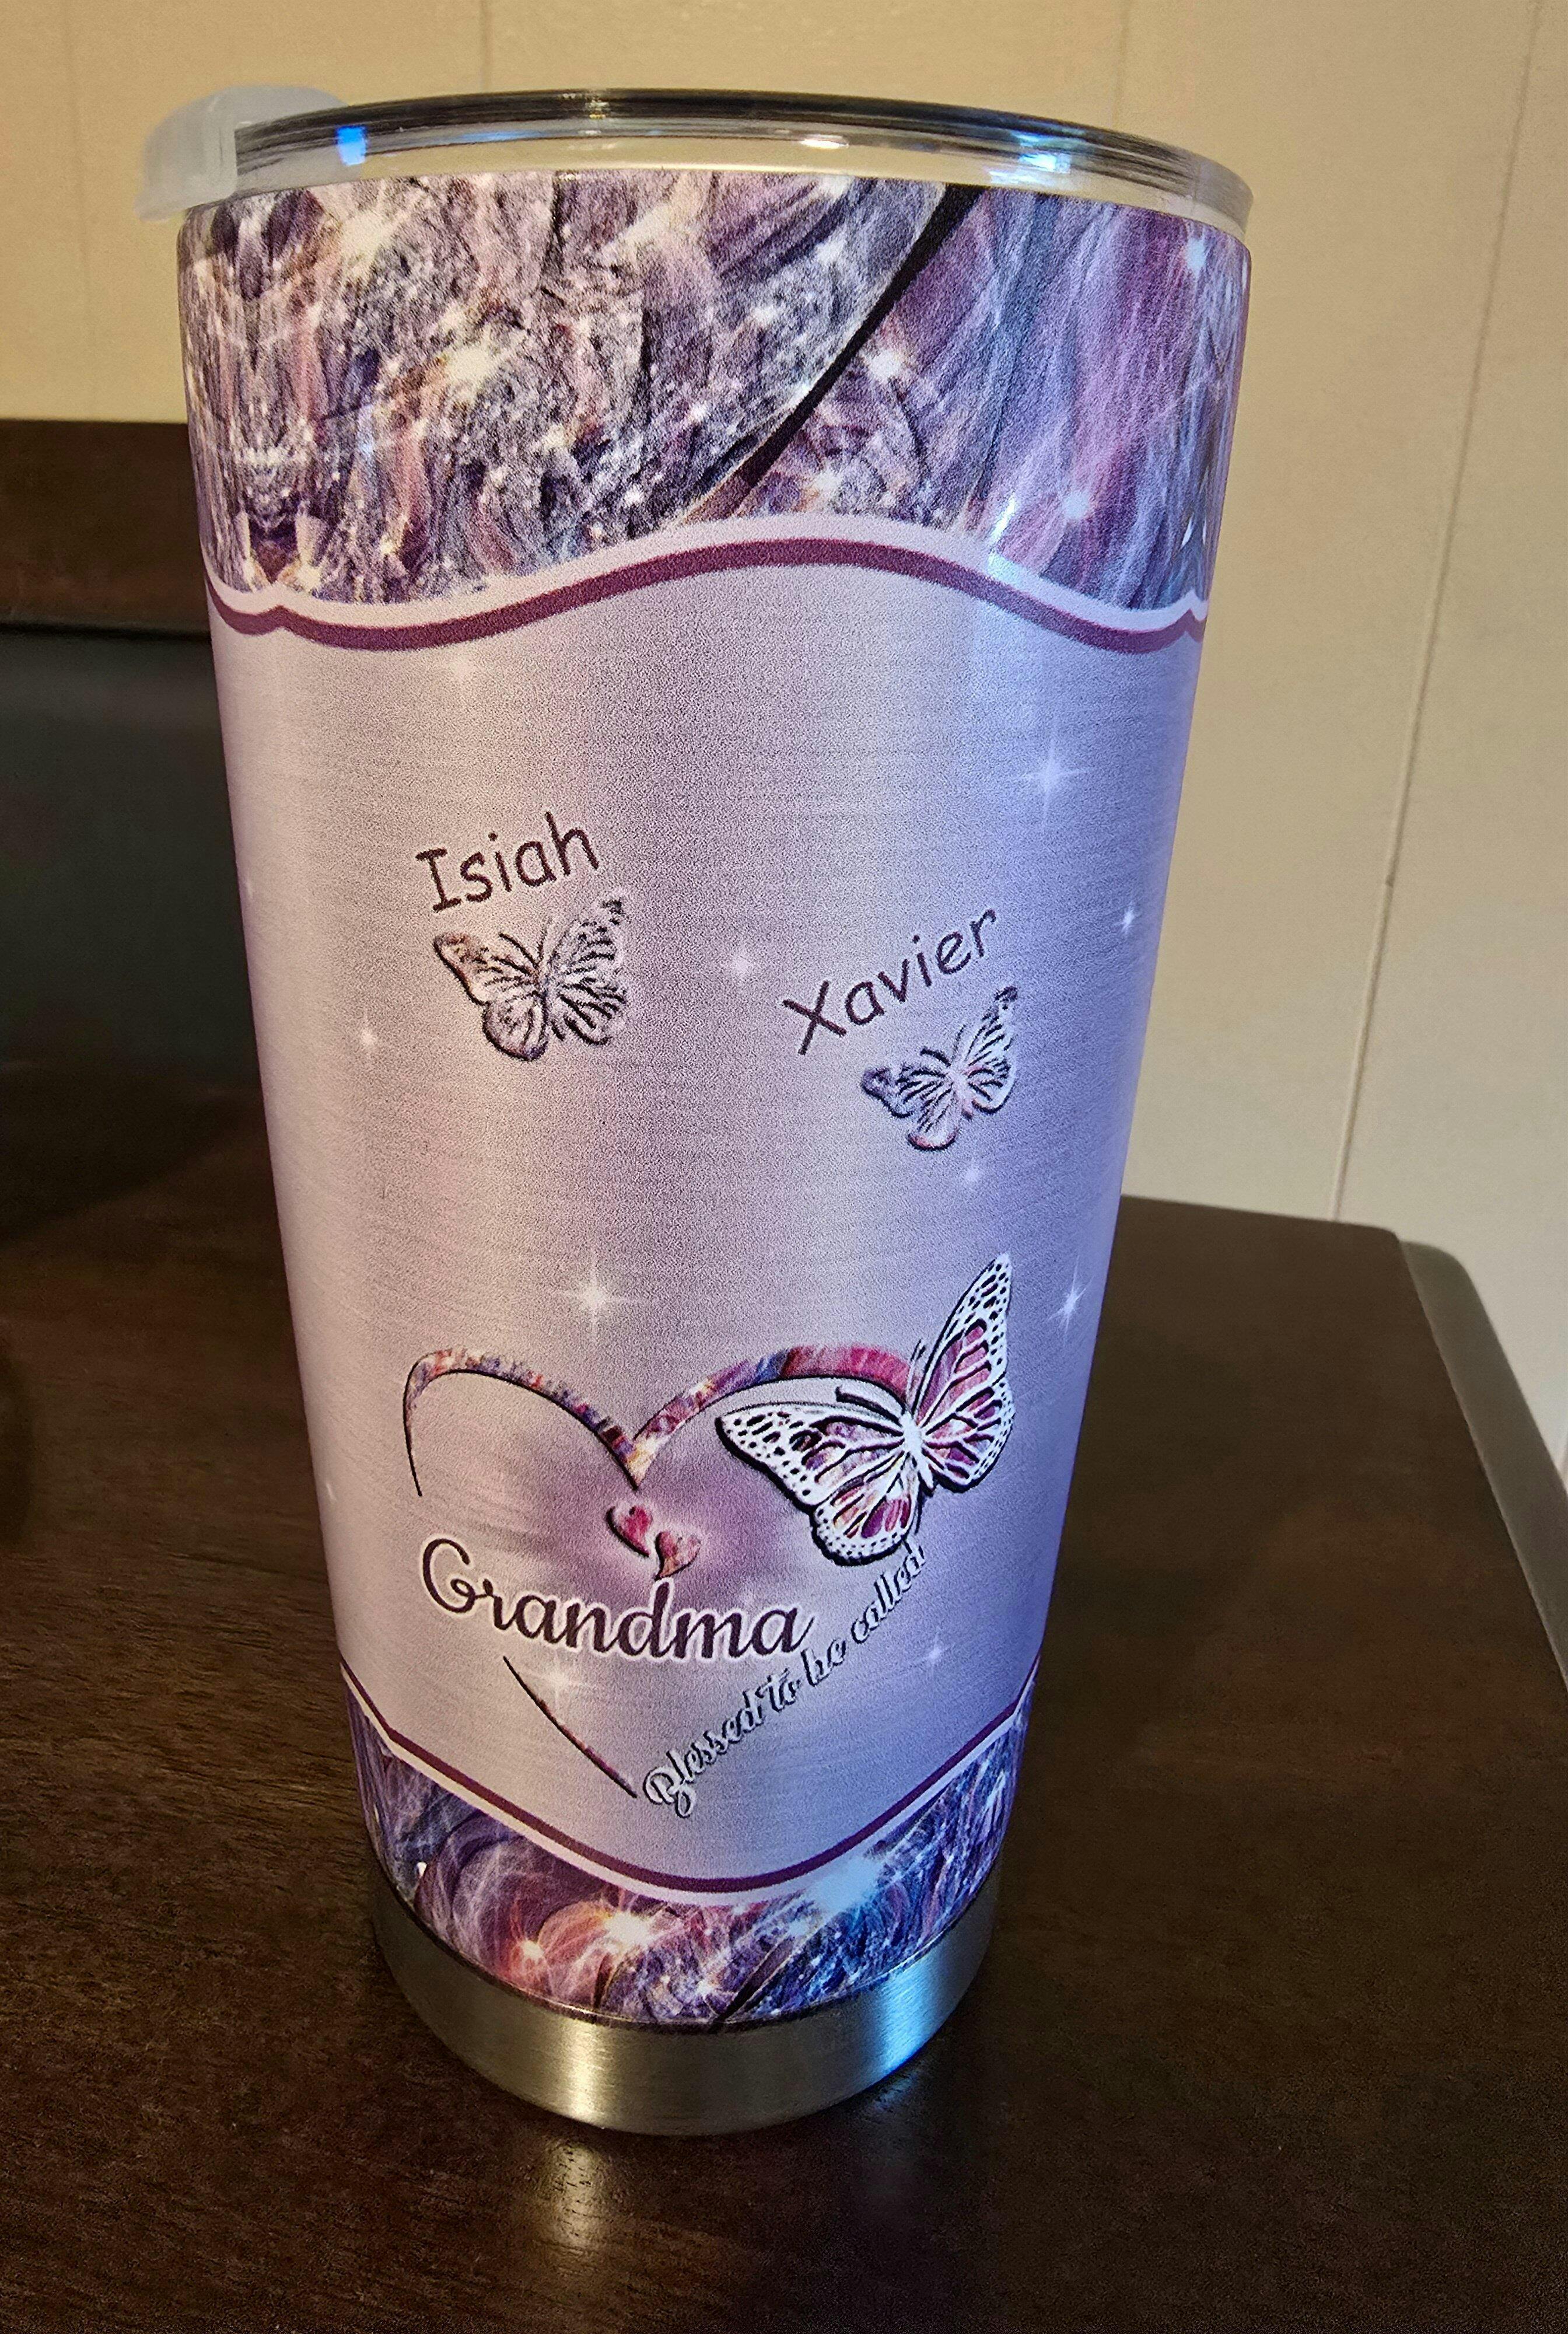 Isiah
Xavier
Grandma
Blessed to be called